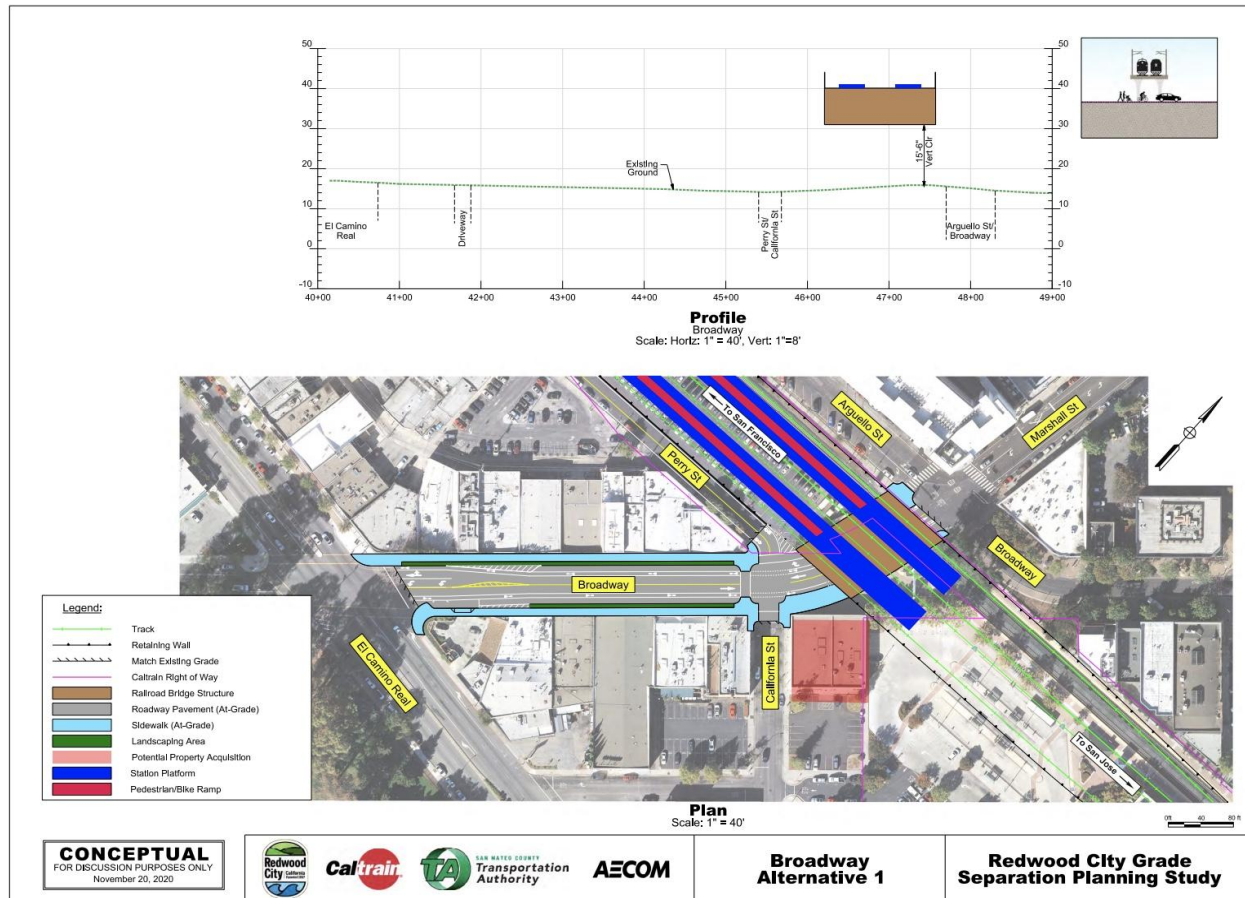 50
40
30
20
10
0
-10
50
40
30
20
10
0
-10
Existing
Ground
15'-6"
Vert Clr
El Camino
Real
Driveway
Perry St/
California St
Arguello St/
Broadway
40+00
41+00
42+00
43+00
44+00
45+00
46+00
47+00
48+00
49+00
Profile
Broadway
Scale: Horiz: 1" = 40', Vert: 1"=8'
To San Francisco
Arguello St
Marshall St
Perry St
Broadway
Broadway
El Camino Real
California St
To San Jose
Legend:
Track
Retaining Wall
Match Existing Grade
Caltrain Right of Way
Railroad Bridge Structure
Roadway Pavement (At-Grade)
Sidewalk (At-Grade)
Landscaping Area
Potential Property Acquisition
Station Platform
Pedestrian/Bike Ramp
Plan
Scale: 1" = 40'
0ft 40 80 ft
CONCEPTUAL
FOR DISCUSSION PURPOSES ONLY
November 20, 2020
Redwood
City California
Caltrain
TA
SAN MATEO COUNTY
Transportation
Authority
AECOM
Broadway
Alternative 1
Redwood City Grade
Separation Planning Study